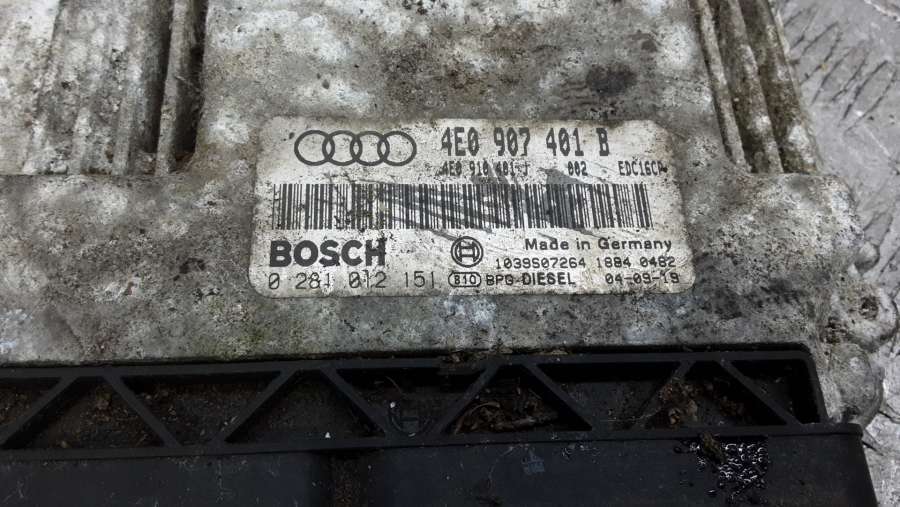 4E0 907 401 B
4E0 910 401 J 002 EDC16CP
BOSCH
Made in Germany
1039S07264 1884 0482
0 281 012 151 B10 BPG-DIESEL 04-09-19